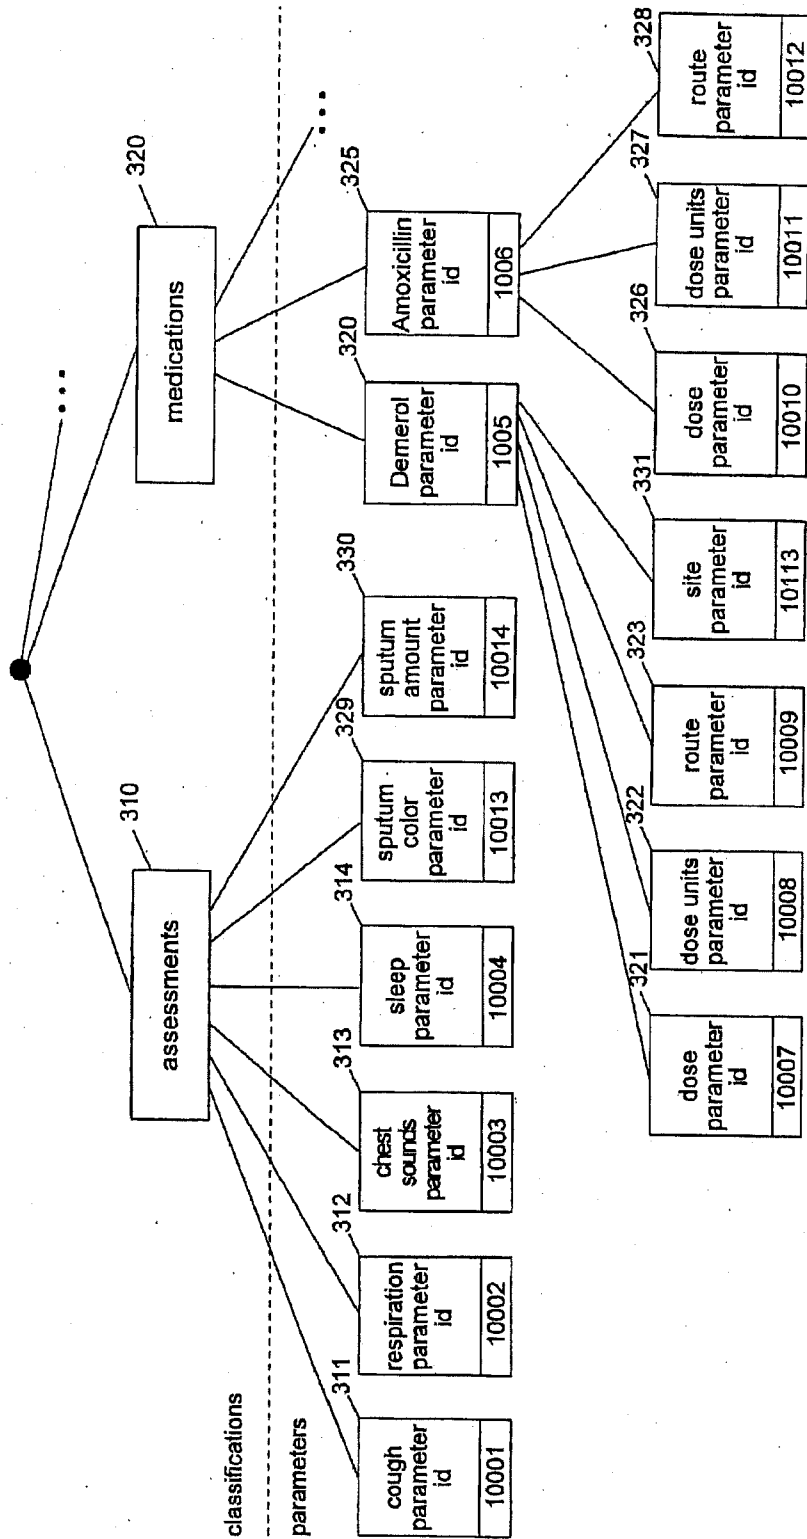 310
assessments
320
medications
...
classifications
parameters
...
311
cough
parameter
id
10001
312
respiration
parameter
id
10002
313
chest
sounds
parameter
id
10003
314
sleep
parameter
id
10004
329
sputum
color
parameter
id
10013
330
sputum
amount
parameter
id
10014
320
Demerol
parameter
id
1005
325
Amoxicillin
parameter
id
1006
321
dose
parameter
id
10007
322
dose units
parameter
id
10008
323
route
parameter
id
10009
331
site
parameter
id
10113
326
dose
parameter
id
10010
327
dose units
parameter
id
10011
328
route
parameter
id
10012